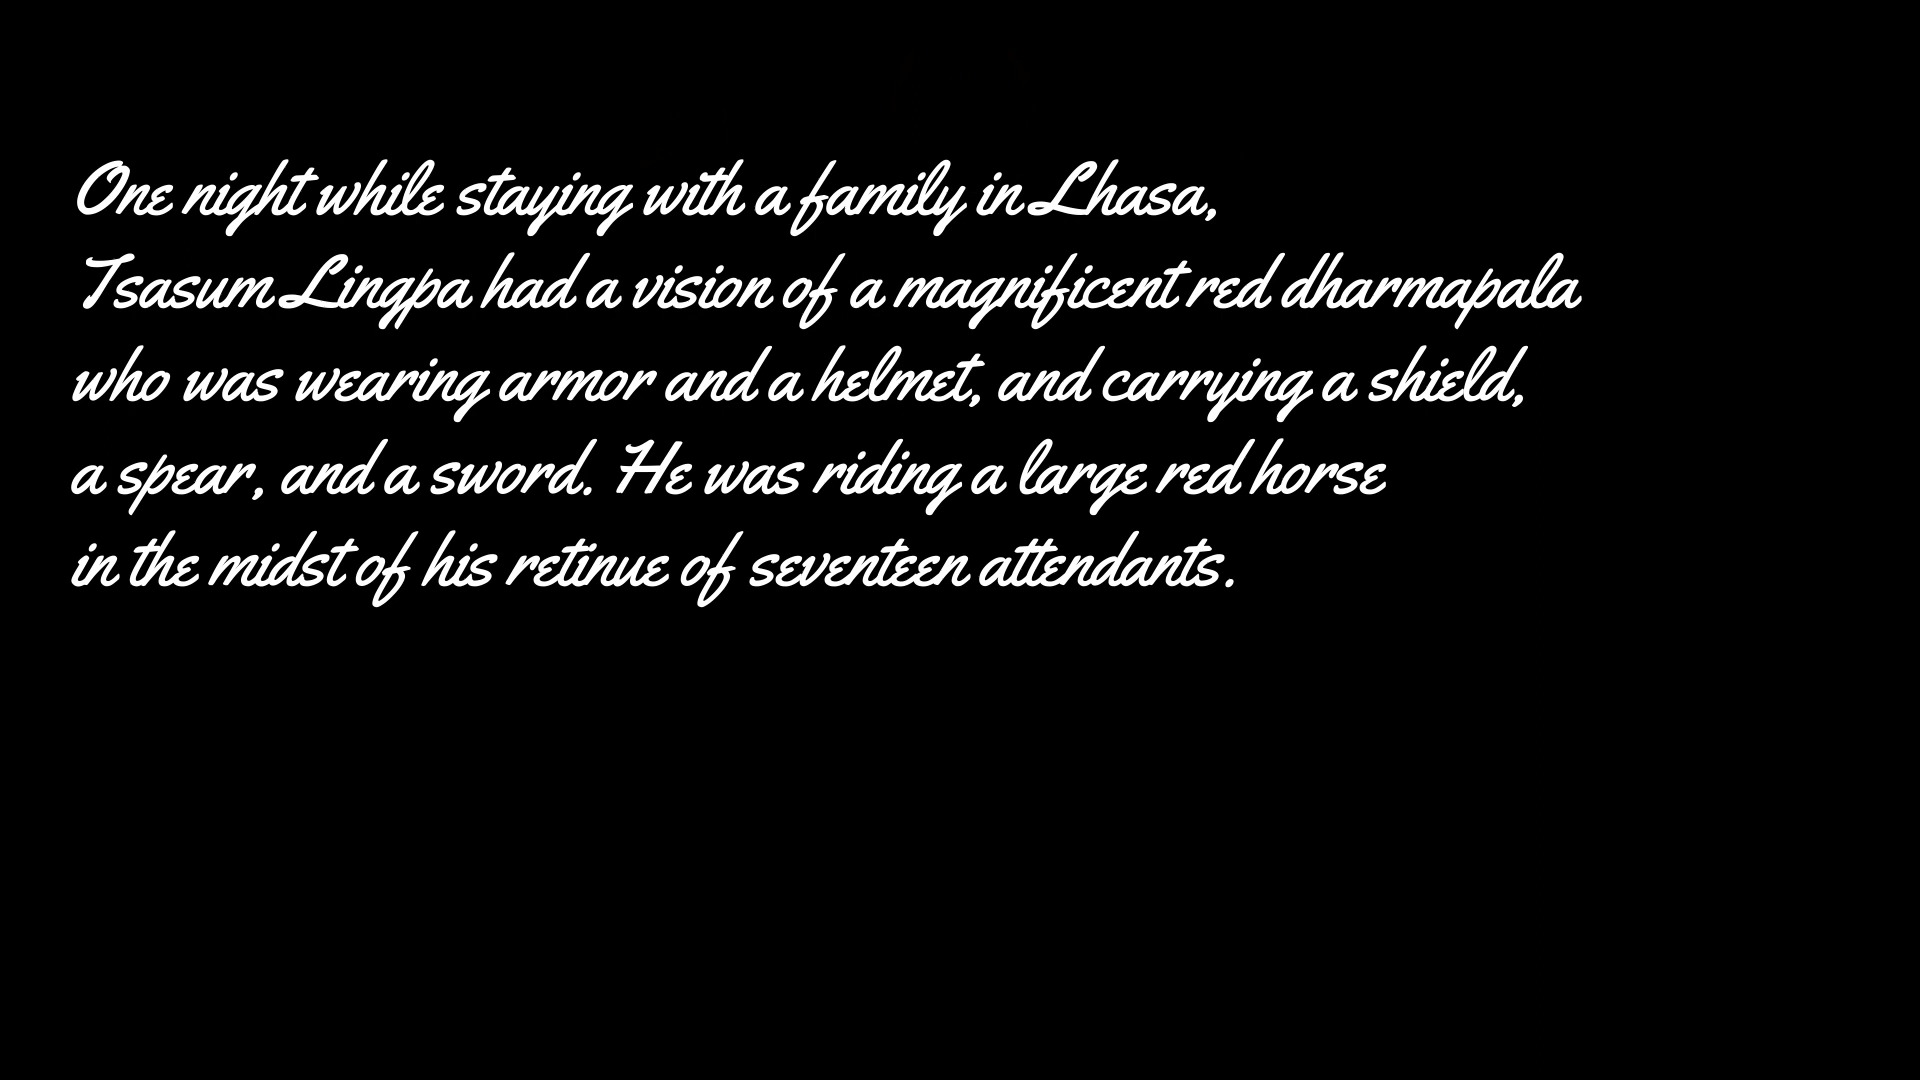 One night while staying with a family in Lhasa,
Tsasum Lingpa had a vision of a magnificent red dharmapala
who was wearing armor and a helmet, and carrying a shield,
a spear, and a sword. He was riding a large red horse
in the midst of his retinue of seventeen attendants.